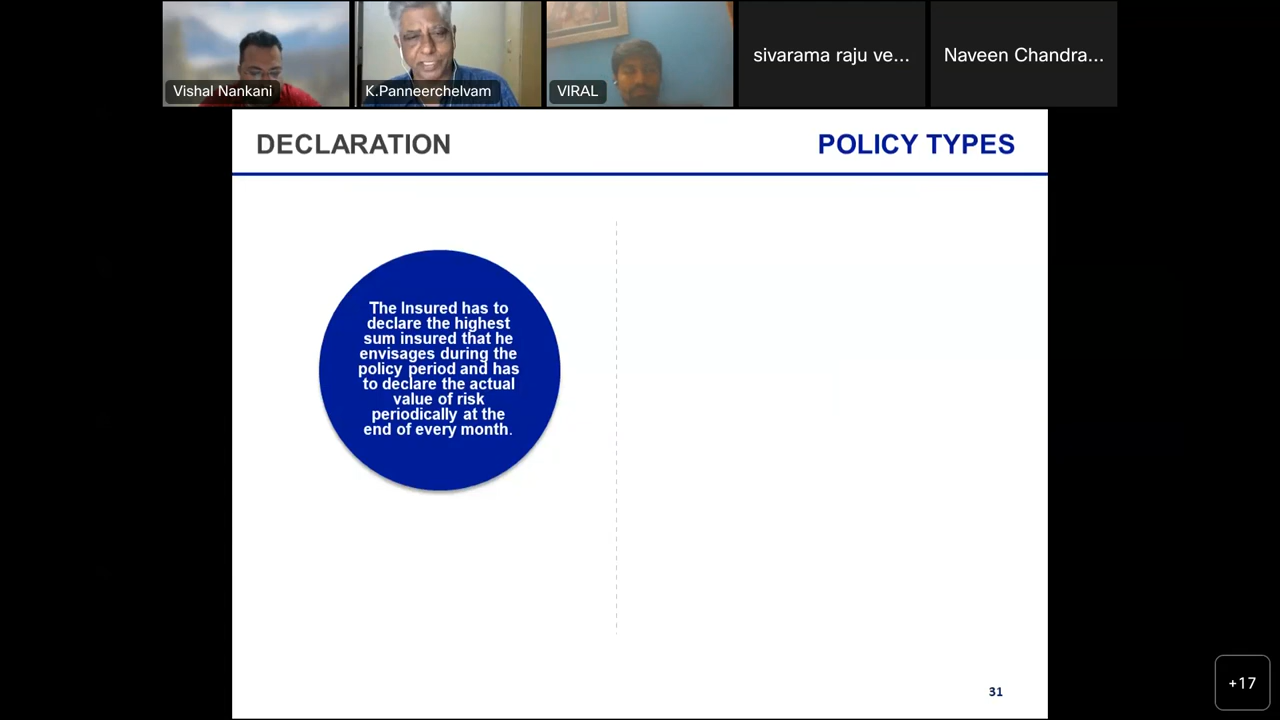 Vishal Nankani
K.Panneerchelvam
VIRAL
sivarama raju ve...
Naveen Chandra...
DECLARATION
POLICY TYPES
The Insured has to
declare the highest
sum insured that he
envisages during the
policy period and has
to declare the actual
value of risk
periodically at the
end of every month.
31
+17